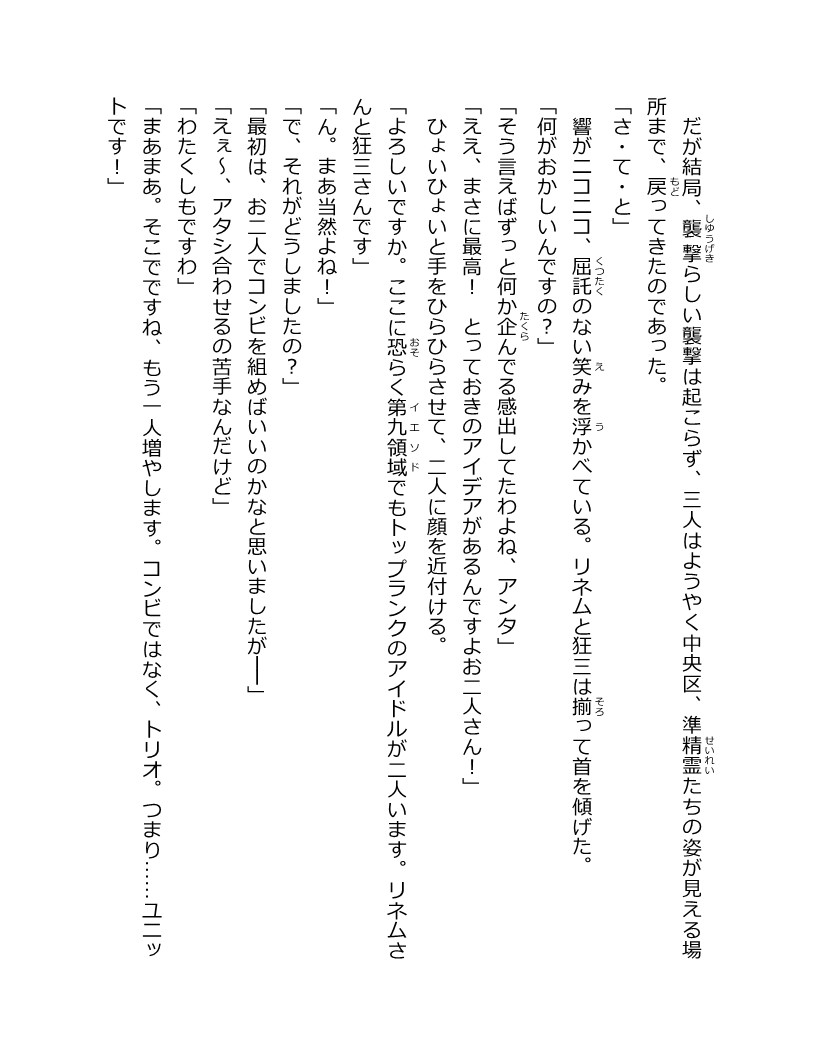 だが結局、襲撃らしい襲撃は起こらず、三人はようやく中央区、準精霊たちの姿が見える場
所まで、戻ってきたのであった。
「さ・て・と」
響がニコニコ、屈託のない笑みを浮かべている。リネムと狂三は揃って首を傾げた。
「何がおかしいんですの？」
「そう言えばずっと何か企んでる感出してたわよね、アンタ」
「ええ、まさに最高！　とっておきのアイデアがあるんですよお二人さん！」
ひょいひょいと手をひらひらさせて、二人に顔を近付ける。
「よろしいですか。ここに恐らく第九領域でもトップランクのアイドルが二人います。リネムさ
んと狂三さんです」
「ん。まあ当然よね！」
「で、それがどうしましたの？」
「最初は、お二人でコンビを組めばいいのかなと思いましたが――」
「えぇ～、アタシ合わせるの苦手なんだけど」
「わたくしもですわ」
「まあまあ。そこでですね、もう一人増やします。コンビではなく、トリオ。つまり……ユニッ
トです！」